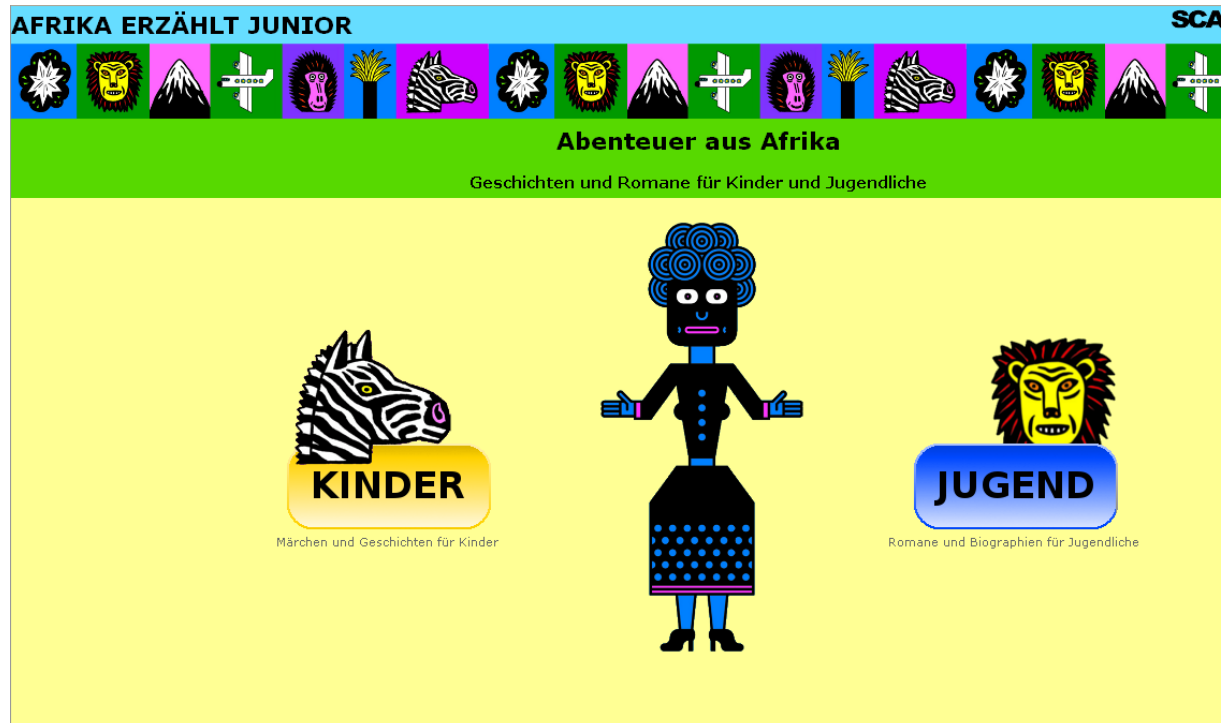 AFRIKA ERZÄHLT JUNIOR
SCA
Abenteuer aus Afrika
Geschichten und Romane für Kinder und Jugendliche
KINDER
JUGEND
Märchen und Geschichten für Kinder
Romane und Biographien für Jugendliche